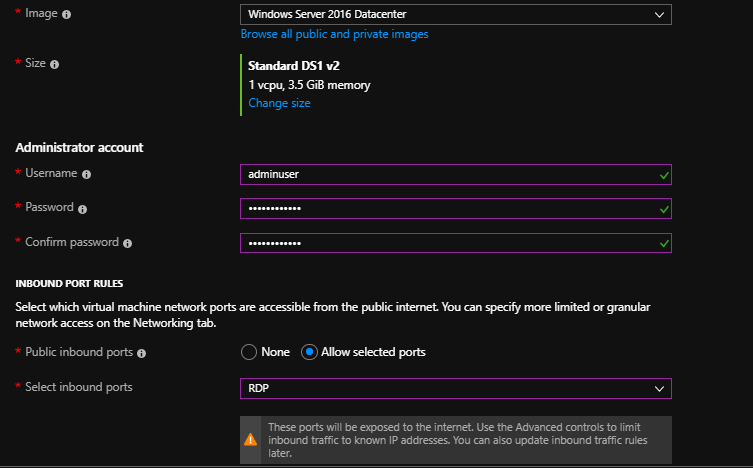 * Image
Windows Server 2016 Datacenter
Browse all public and private images
* Size
Standard DS1 v2
1 vcpu, 3.5 GiB memory
Change size
Administrator account
* Username
adminuser
* Password
••••••••••••
* Confirm password
••••••••••••
INBOUND PORT RULES
Select which virtual machine network ports are accessible from the public internet. You can specify more limited or granular
network access on the Networking tab.
* Public inbound ports
None
Allow selected ports
* Select inbound ports
RDP
These ports will be exposed to the internet. Use the Advanced controls to limit
inbound traffic to known IP addresses. You can also update inbound traffic rules
later.